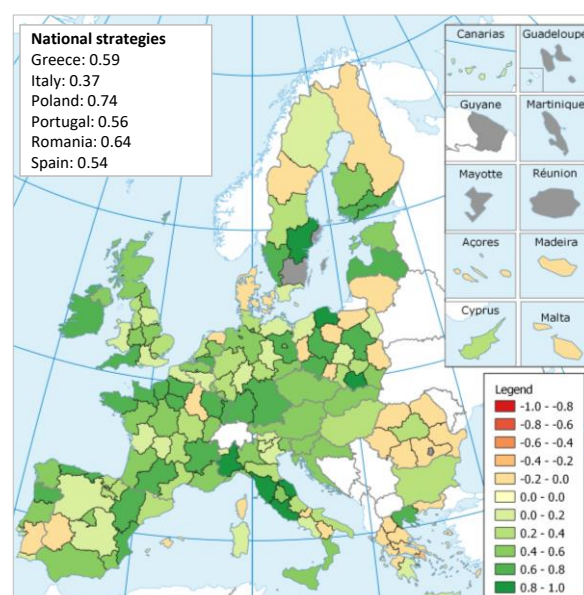 National strategies
Greece: 0.59
Italy: 0.37
Poland: 0.74
Portugal: 0.56
Romania: 0.64
Spain: 0.54
Canarias
Guadeloupe
Guyane
Martinique
Mayotte
Réunion
Açores
Madeira
Cyprus
Malta
Legend
-1.0 - -0.8
-0.8 - -0.6
-0.6 - -0.4
-0.4 - -0.2
-0.2 - 0.0
0.0 - 0.0
0.0 - 0.2
0.2 - 0.4
0.4 - 0.6
0.6 - 0.8
0.8 - 1.0